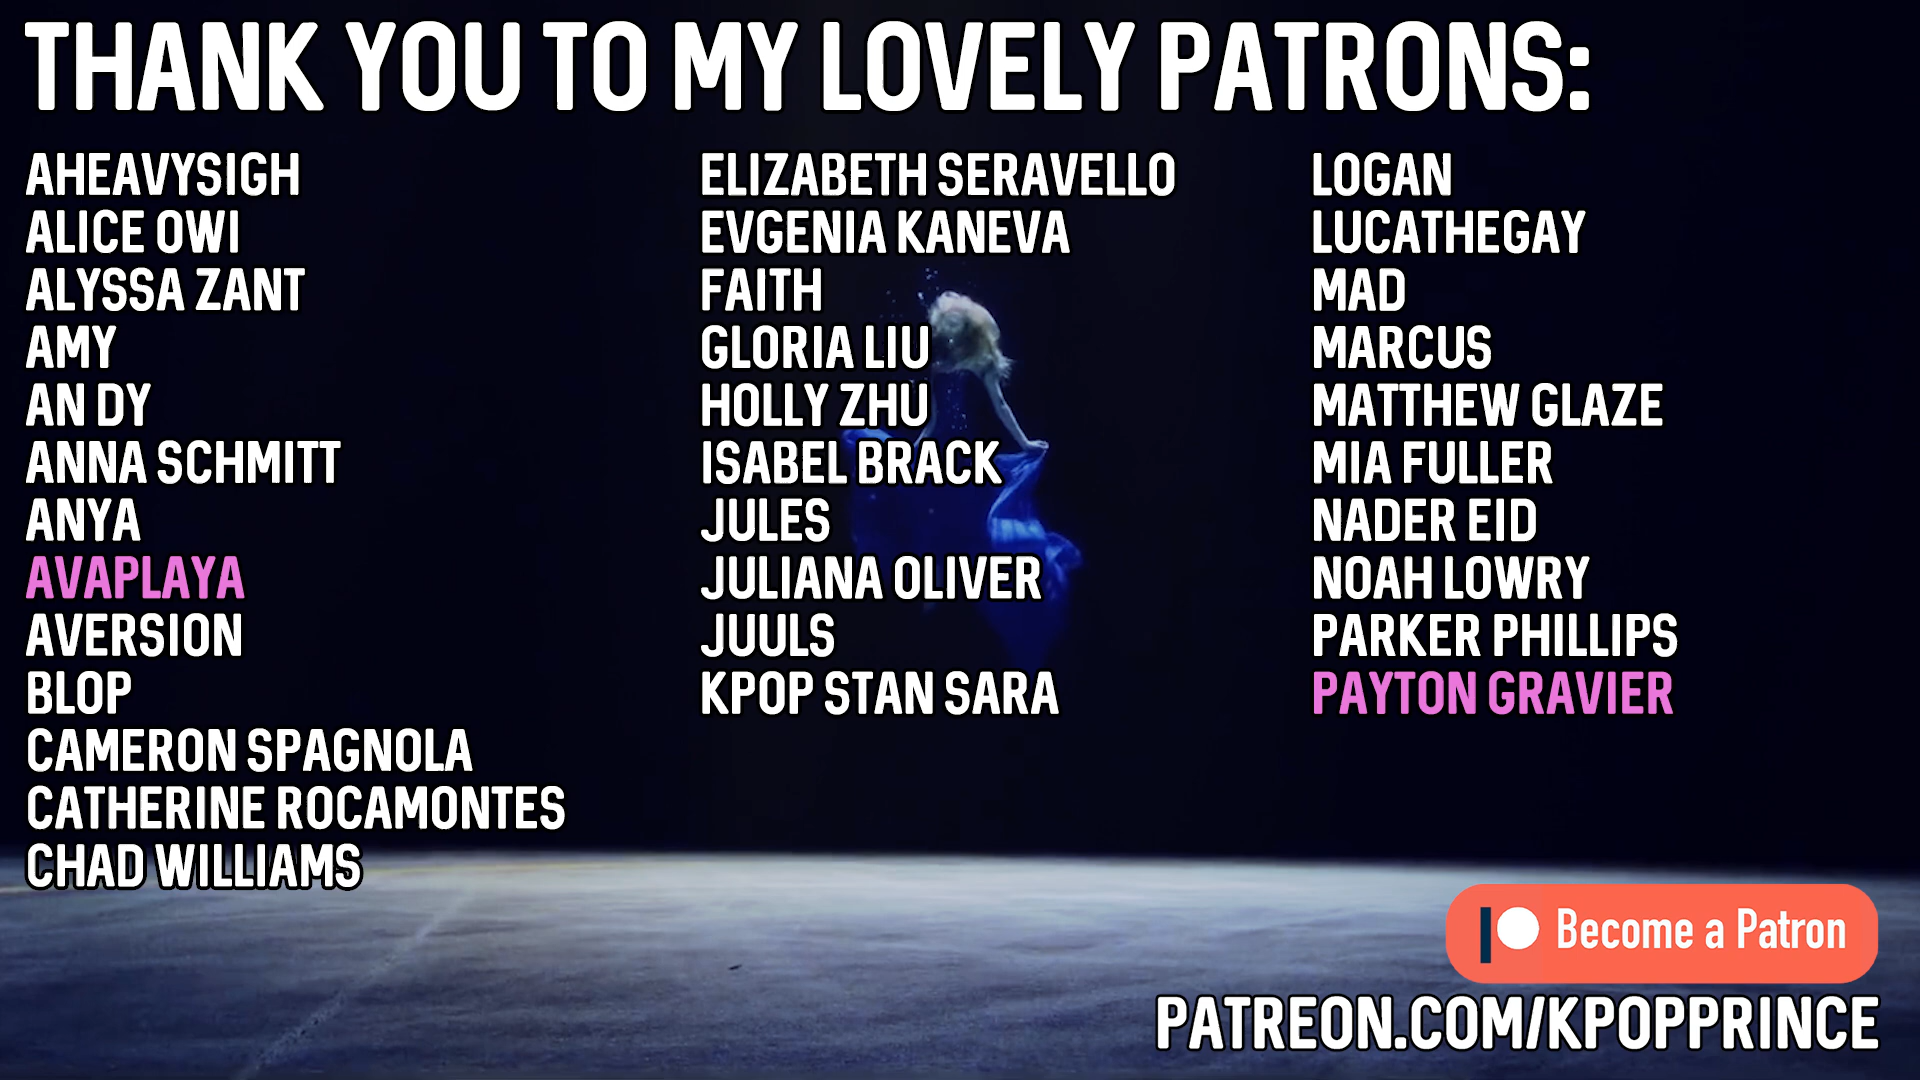 THANK YOU TO MY LOVELY PATRONS:
AHEAVYSIGH
ALICE OWI
ALYSSA ZANT
AMY
AN DY
ANNA SCHMITT
ANYA
AVAPLAYA
AVERSION
BLOP
CAMERON SPAGNOLA
CATHERINE ROCAMONTES
CHAD WILLIAMS
ELIZABETH SERAVELLO
EVGENIA KANEVA
FAITH
GLORIA LIU
HOLLY ZHU
ISABEL BRACK
JULES
JULIANA OLIVER
JUULS
KPOP STAN SARA
LOGAN
LUCATHEGAY
MAD
MARCUS
MATTHEW GLAZE
MIA FULLER
NADER EID
NOAH LOWRY
PARKER PHILLIPS
PAYTON GRAVIER
Become a Patron
PATREON.COM/KPOPPRINCE